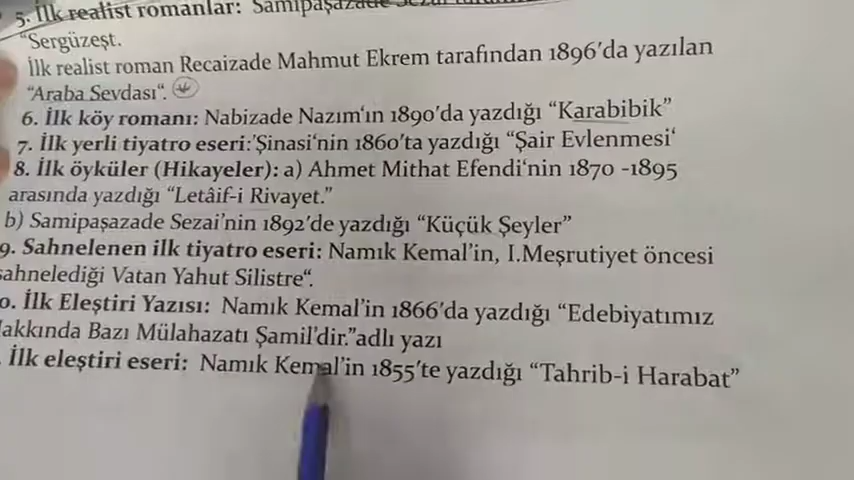 5. İlk realist romanlar: Samipaşazade Sezai
"Sergüzeşt.
İlk realist roman Recaizade Mahmut Ekrem tarafından 1896'da yazılan
"Araba Sevdası".
6. İlk köy romanı: Nabizade Nazım'ın 1890'da yazdığı "Karabibik"
7. İlk yerli tiyatro eseri:'Şinasi'nin 1860'ta yazdığı "Şair Evlenmesi'
8. İlk öyküler (Hikayeler): a) Ahmet Mithat Efendi'nin 1870 -1895
arasında yazdığı "Letâif-i Rivayet."
b) Samipaşazade Sezai'nin 1892'de yazdığı "Küçük Şeyler"
9. Sahnelenen ilk tiyatro eseri: Namık Kemal'in, I.Meşrutiyet öncesi
sahnelediği Vatan Yahut Silistre".
0. İlk Eleştiri Yazısı: Namık Kemal'in 1866'da yazdığı "Edebiyatımız
Hakkında Bazı Mülahazatı Şamil'dir."adlı yazı
. İlk eleştiri eseri: Namık Kemal'in 1855'te yazdığı "Tahrib-i Harabat"